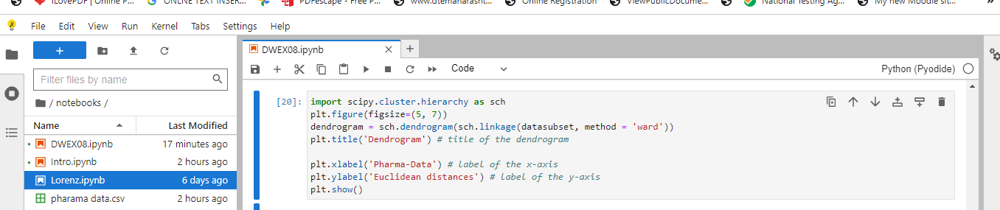 ILovePDF | Online P... ONLINE TEXT INSER... PDFescape - Free P... www.dtemaharasht... Online Registration ViewPublicDocume... National Testing Ag... My new Moodle sit... »
File Edit View Run Kernel Tabs Settings Help
DWEX08.ipynb
Filter files by name
Code
Python (Pyodide)
/ notebooks /
Name Last Modified
DWEX08.ipynb 17 minutes ago
Intro.ipynb 2 hours ago
Lorenz.ipynb 6 days ago
pharama data.csv 2 hours ago
[20]: import scipy.cluster.hierarchy as sch
plt.figure(figsize=(5, 7))
dendrogram = sch.dendrogram(sch.linkage(datasubset, method = 'ward'))
plt.title('Dendrogram') # title of the dendrogram
plt.xlabel('Pharma-Data') # label of the x-axis
plt.ylabel('Euclidean distances') # label of the y-axis
plt.show()